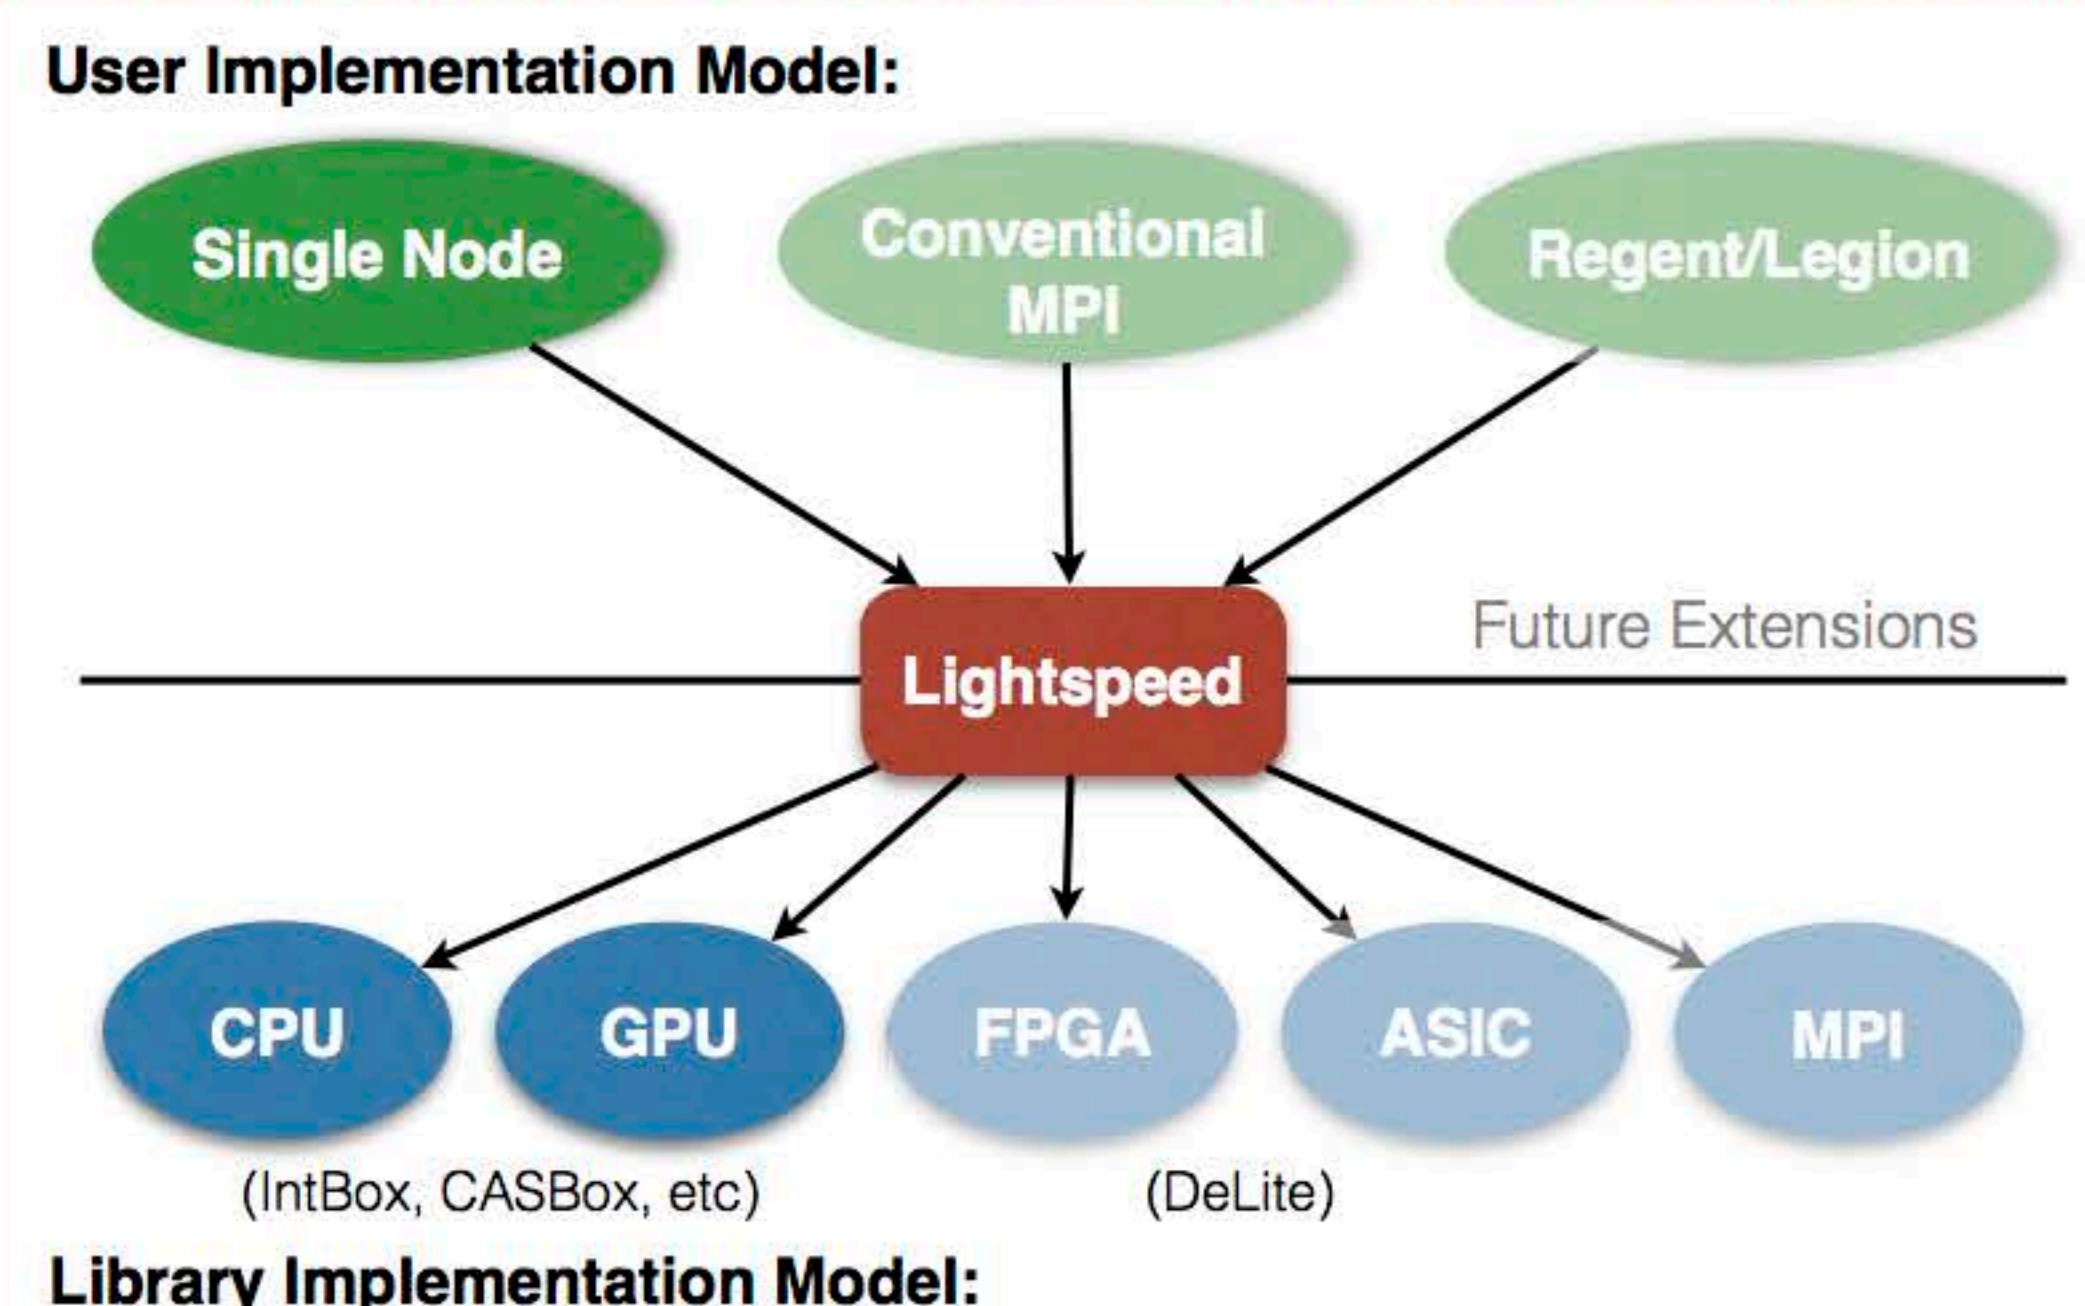 User Implementation Model:
Single Node
Conventional
MPI
Regent/Legion
Future Extensions
Lightspeed
CPU
GPU
FPGA
ASIC
MPI
(IntBox, CASBox, etc)
(DeLite)
Library Implementation Model: